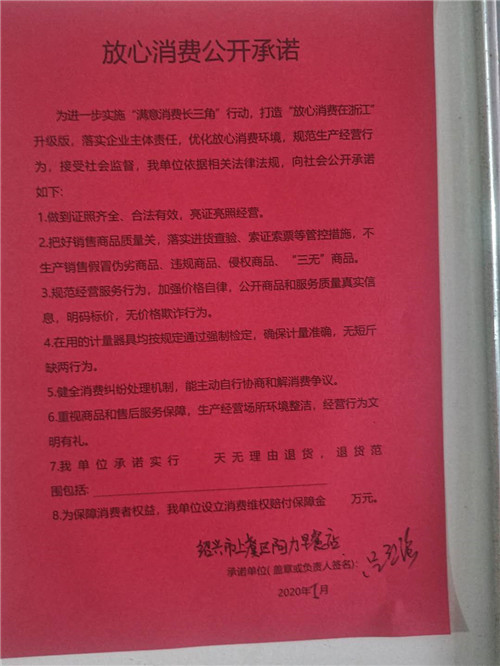 放心消费公开承诺
为进一步实施“满意消费长三角”行动，打造“放心消费在浙江”
升级版，落实企业主体责任，优化放心消费环境，规范生产经营行
为，接受社会监督，我单位依据相关法律法规，向社会公开承诺
如下:
1.做到证照齐全、合法有效，亮证亮照经营。
2.把好销售商品质量关，落实进货查验、索证索票等管控措施，不
生产销售假冒伪劣商品、违规商品、侵权商品、“三无”商品。
3.规范经营服务行为，加强价格自律，公开商品和服务质量真实信
息，明码标价，无价格欺诈行为。
4.在用的计量器具均按规定通过强制检定，确保计量准确，无短斤
缺两行为。
5.健全消费纠纷处理机制，能主动自行协商和解消费争议。
6.重视商品和售后服务保障，生产经营场所环境整洁，经营行为文
明有礼。
7.我单位承诺实行 天无理由退货，退货范
围包括:
8.为保障消费者权益，我单位设立消费维权赔付保障金 万元。
绍兴市上虞区 力早餐店
承诺单位(盖章或负责人签名):
2020年 月